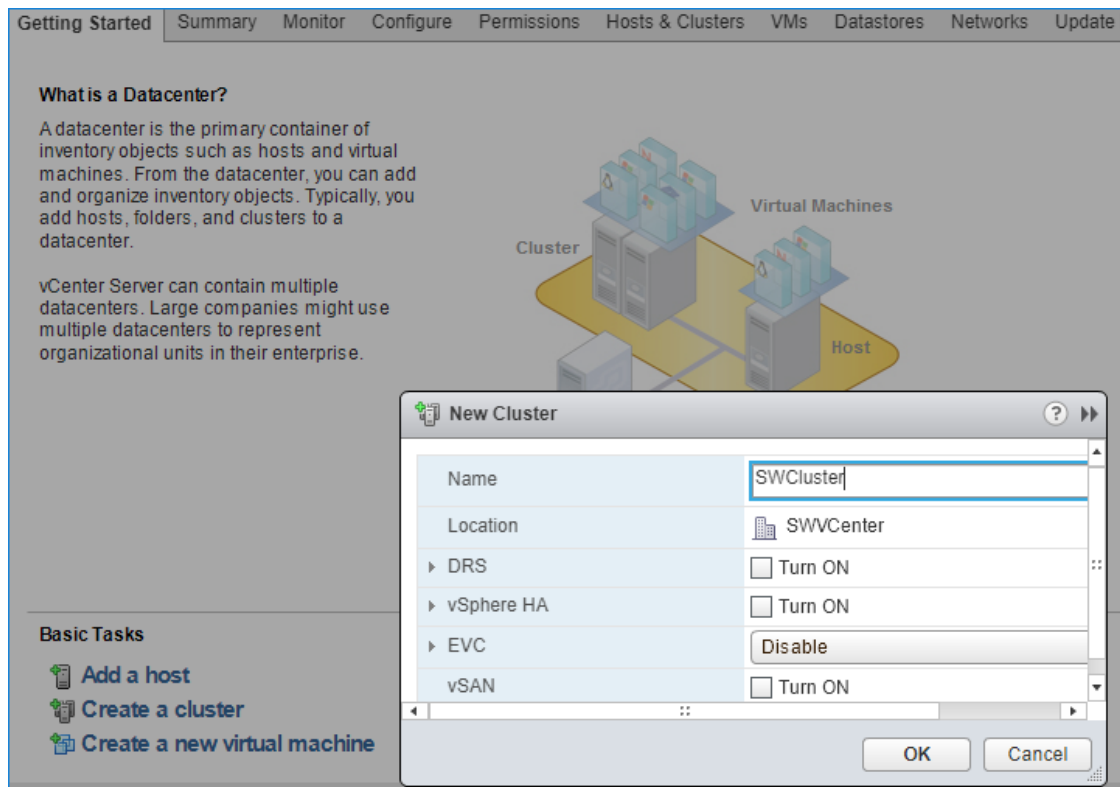 Getting Started Summary Monitor Configure Permissions Hosts & Clusters VMs Datastores Networks Update
What is a Datacenter?
A datacenter is the primary container of
inventory objects such as hosts and virtual
machines. From the datacenter, you can add
and organize inventory objects. Typically, you
add hosts, folders, and clusters to a
datacenter.
vCenter Server can contain multiple
datacenters. Large companies might use
multiple datacenters to represent
organizational units in their enterprise.
Virtual Machines
Cluster
Host
New Cluster
Name SWCluster
Location SWVCenter
DRS Turn ON
vSphere HA Turn ON
EVC Disable
vSAN Turn ON
OK Cancel
Basic Tasks
Add a host
Create a cluster
Create a new virtual machine